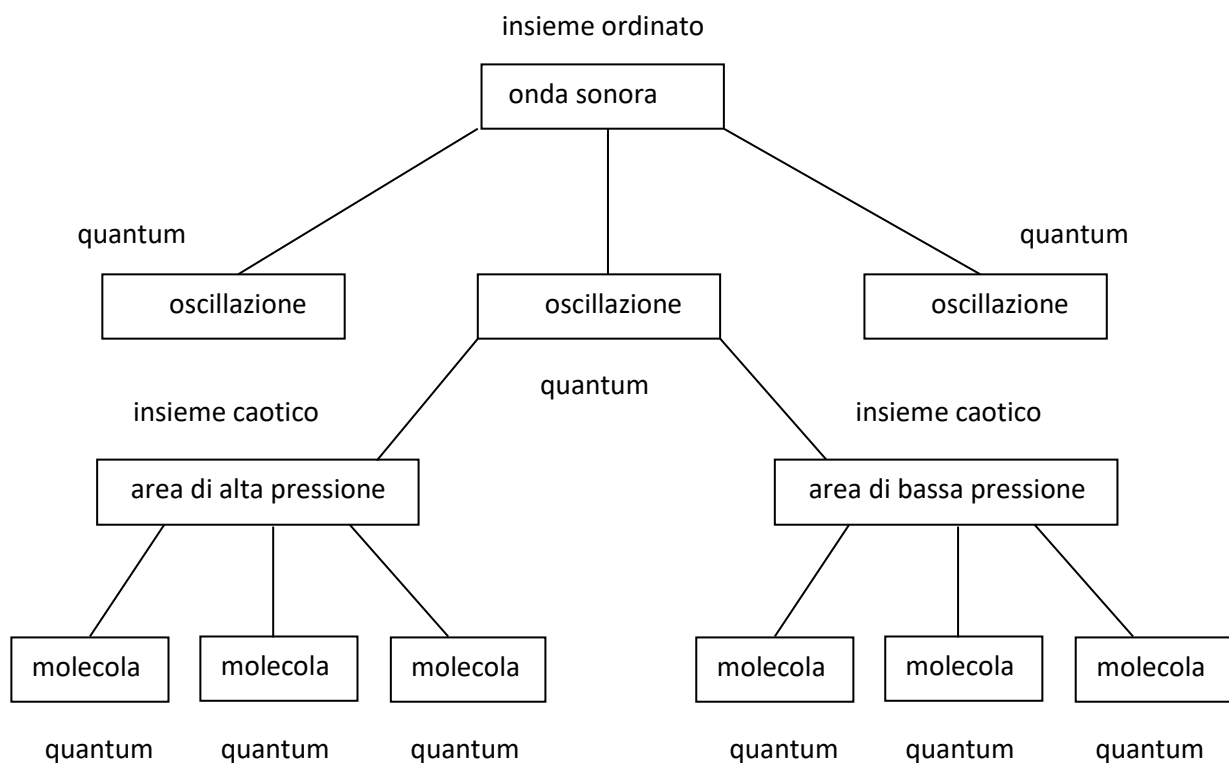 insieme ordinato
onda sonora
quantum quantum
oscillazione oscillazione oscillazione
quantum
insieme caotico insieme caotico
area di alta pressione area di bassa pressione
molecola molecola molecola molecola molecola molecola
quantum quantum quantum quantum quantum quantum